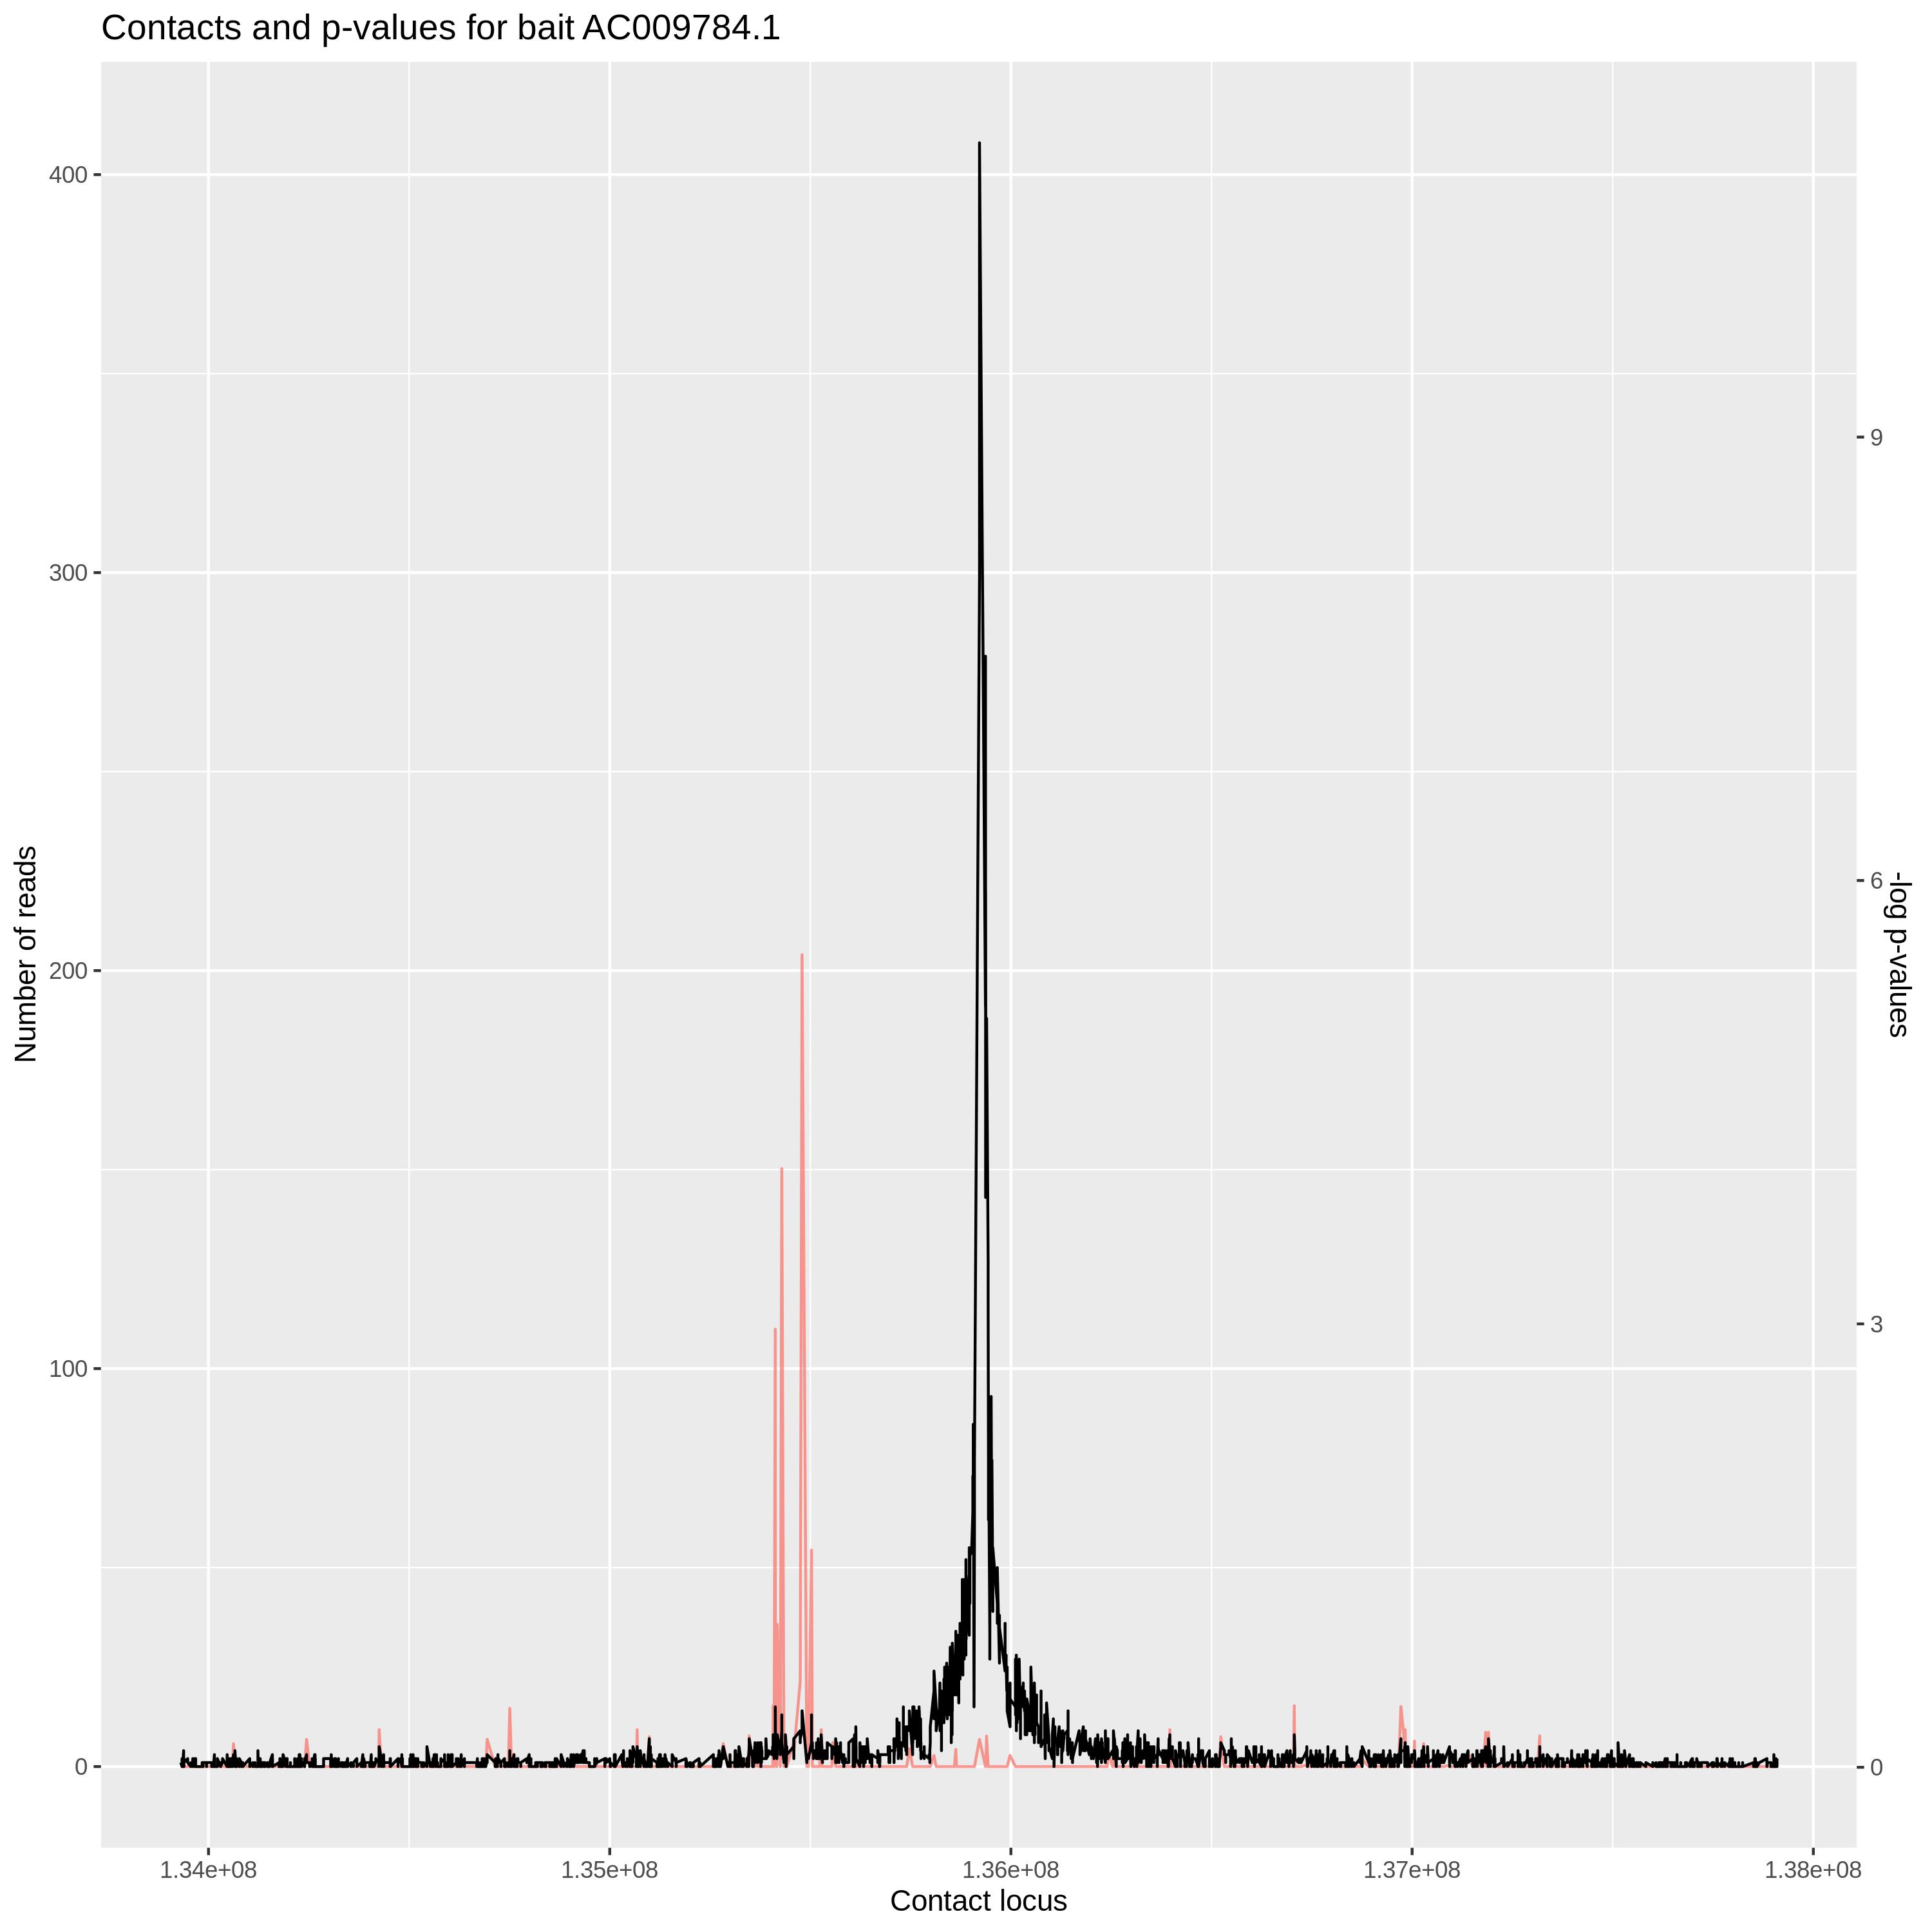 Contacts and p-values for bait AC009784.1
400
300
200
100
0
Number of reads
9
6
3
0
-log p-values
1.34e+08
1.35e+08
1.36e+08
1.37e+08
1.38e+08
Contact locus